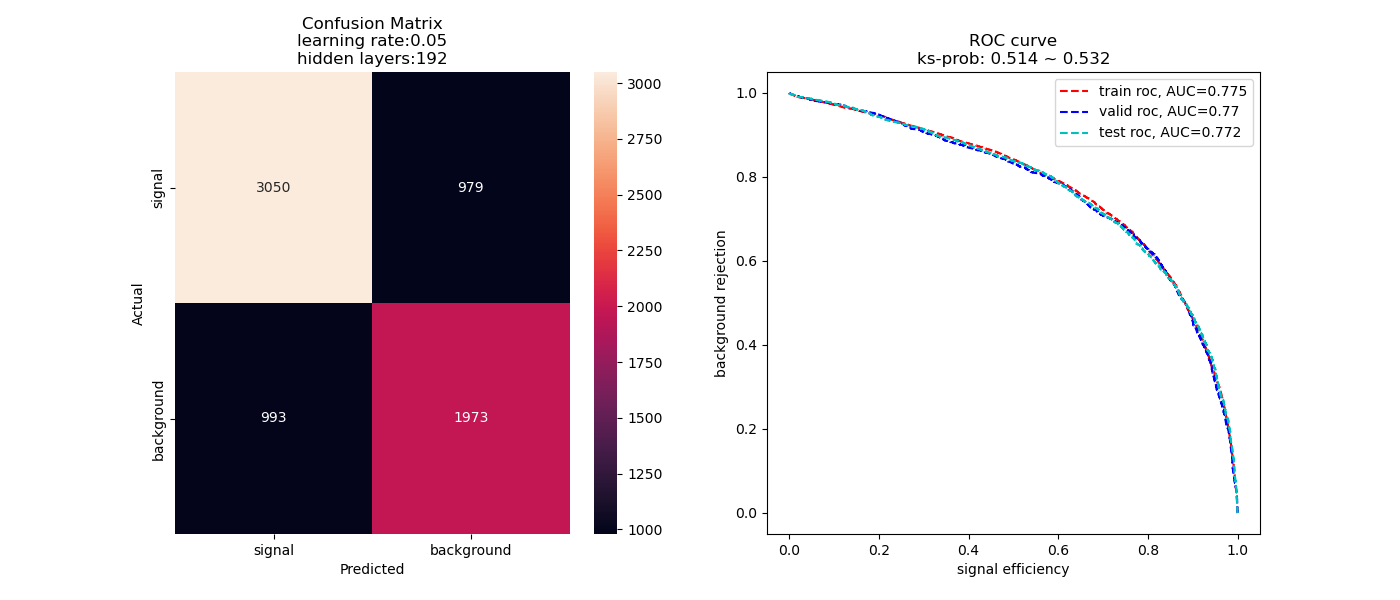 Confusion Matrix
learning rate:0.05
hidden layers:192
signal
background
Actual
3050
979
993
1973
signal
background
Predicted
3000
2750
2500
2250
2000
1750
1500
1250
1000
ROC curve
ks-prob: 0.514 ~ 0.532
train roc, AUC=0.775
valid roc, AUC=0.77
test roc, AUC=0.772
background rejection
1.0
0.8
0.6
0.4
0.2
0.0
0.0
0.2
0.4
0.6
0.8
1.0
signal efficiency